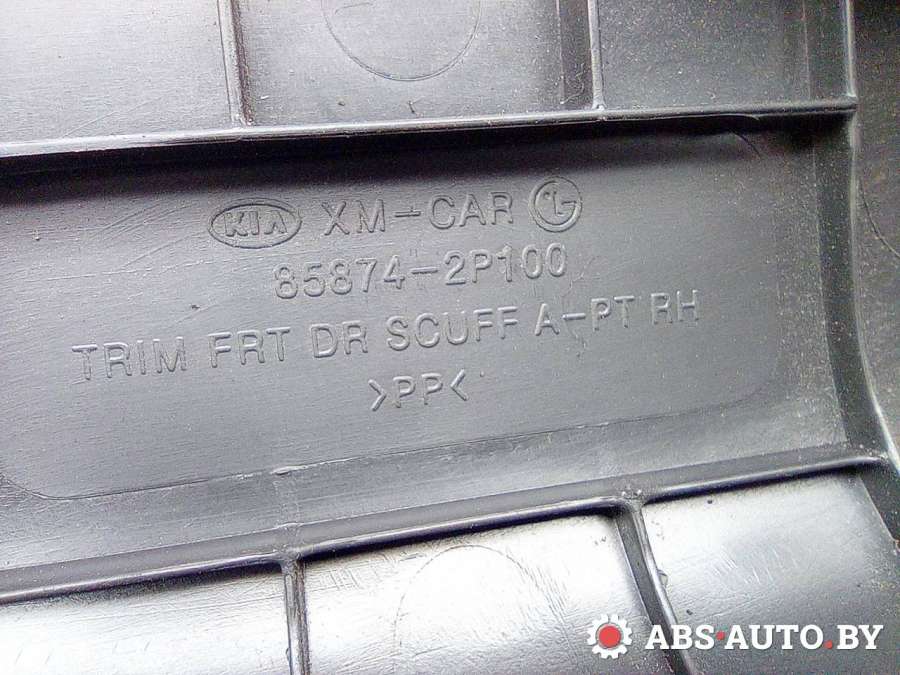 KIA XM-CAR LG
85874-2P100
TRIM FRT DR SCUFF A-PT RH
>PP<
ABS-AUTO.BY